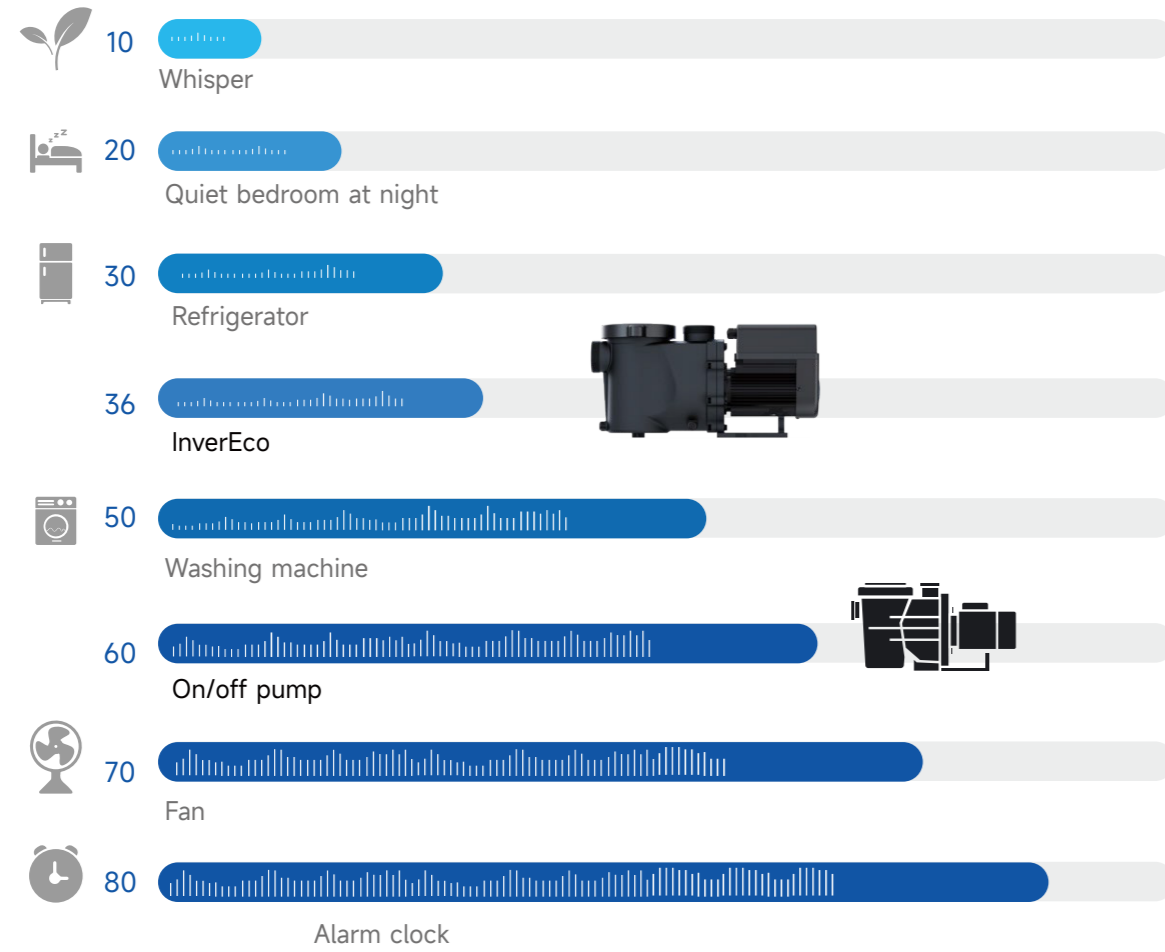 10
Whisper
z z z
20
Quiet bedroom at night
30
Refrigerator
36
InverEco
50
Washing machine
60
On/off pump
70
Fan
80
Alarm clock